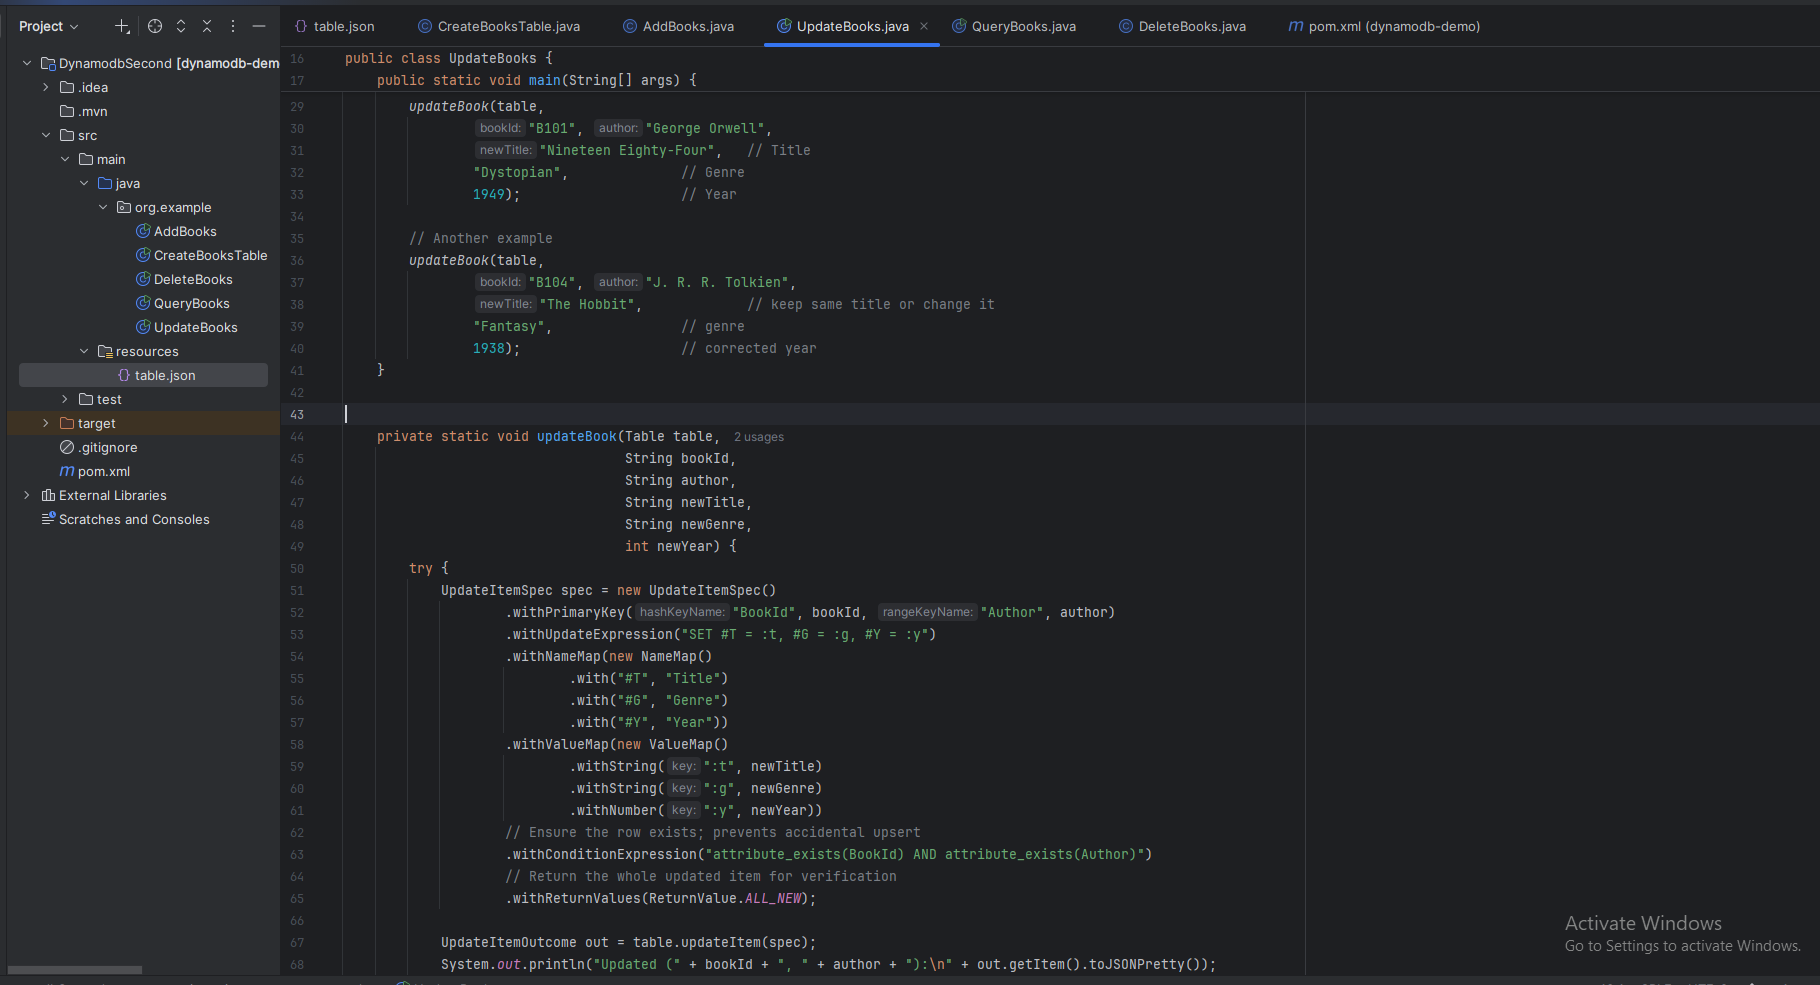 Project
table.json
CreateBooksTable.java
AddBooks.java
UpdateBooks.java
QueryBooks.java
DeleteBooks.java
pom.xml (dynamodb-demo)
DynamodbSecond [dynamodb-dem
.idea
.mvn
src
main
java
org.example
AddBooks
CreateBooksTable
DeleteBooks
QueryBooks
UpdateBooks
resources
table.json
test
target
.gitignore
pom.xml
External Libraries
Scratches and Consoles
16 public class UpdateBooks {
17 public static void main(String[] args) {
29 updateBook(table,
30 bookId: "B101", author: "George Orwell",
31 newTitle: "Nineteen Eighty-Four", // Title
32 "Dystopian", // Genre
33 1949); // Year
34
35 // Another example
36 updateBook(table,
37 bookId: "B104", author: "J. R. R. Tolkien",
38 newTitle: "The Hobbit", // keep same title or change it
39 "Fantasy", // genre
40 1938); // corrected year
41 }
42
43
44 private static void updateBook(Table table, 2 usages
45 String bookId,
46 String author,
47 String newTitle,
48 String newGenre,
49 int newYear) {
50 try {
51 UpdateItemSpec spec = new UpdateItemSpec()
52 .withPrimaryKey( hashKeyName: "BookId", bookId, rangeKeyName: "Author", author)
53 .withUpdateExpression("SET #T = :t, #G = :g, #Y = :y")
54 .withNameMap(new NameMap()
55 .with("#T", "Title")
56 .with("#G", "Genre")
57 .with("#Y", "Year"))
58 .withValueMap(new ValueMap()
59 .withString( key: ":t", newTitle)
60 .withString( key: ":g", newGenre)
61 .withNumber( key: ":y", newYear))
62 // Ensure the row exists; prevents accidental upsert
63 .withConditionExpression("attribute_exists(BookId) AND attribute_exists(Author)")
64 // Return the whole updated item for verification
65 .withReturnValues(ReturnValue.ALL_NEW);
66
67 UpdateItemOutcome out = table.updateItem(spec);
68 System.out.println("Updated (" + bookId + ", " + author + "):\n" + out.getItem().toJSONPretty());
Activate Windows
Go to Settings to activate Windows.